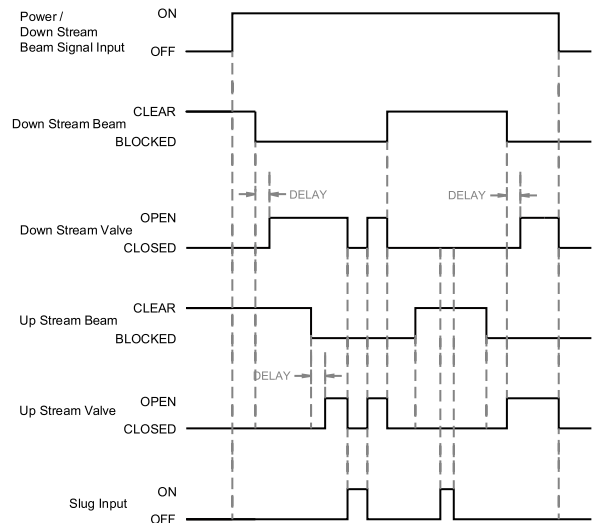 Power /
Down Stream
Beam Signal Input
ON
OFF
Down Stream Beam
CLEAR
BLOCKED
DELAY
DELAY
Down Stream Valve
OPEN
CLOSED
Up Stream Beam
CLEAR
BLOCKED
DELAY
Up Stream Valve
OPEN
CLOSED
Slug Input
ON
OFF